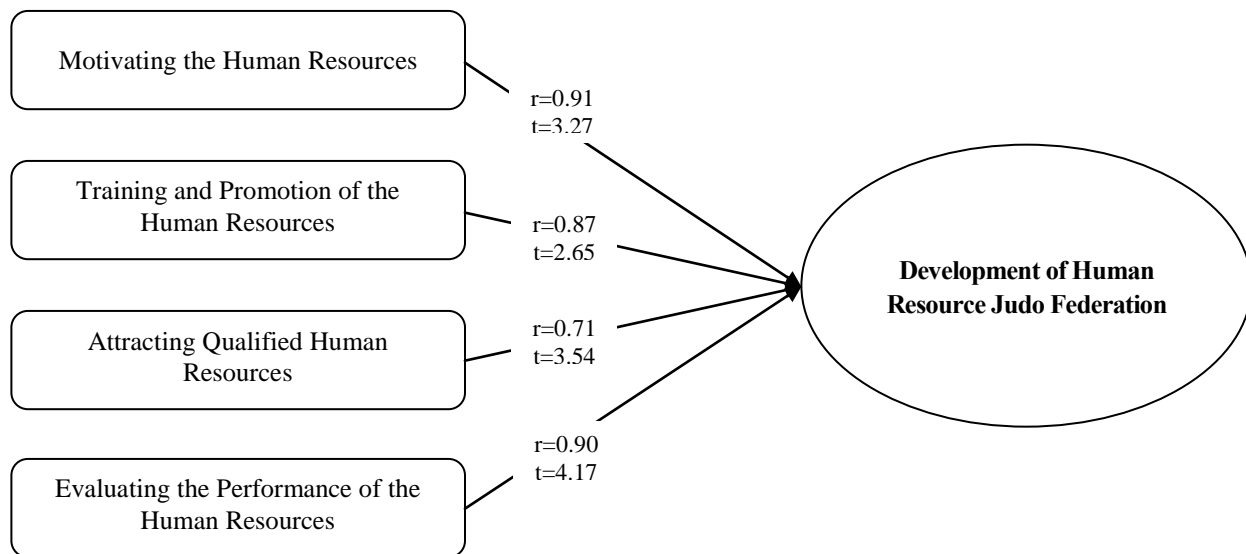 Motivating the Human Resources
r=0.91
t=3.27
Training and Promotion of the
Human Resources
r=0.87
t=2.65
Attracting Qualified Human
Resources
r=0.71
t=3.54
Evaluating the Performance of the
Human Resources
r=0.90
t=4.17
Development of Human
Resource Judo Federation